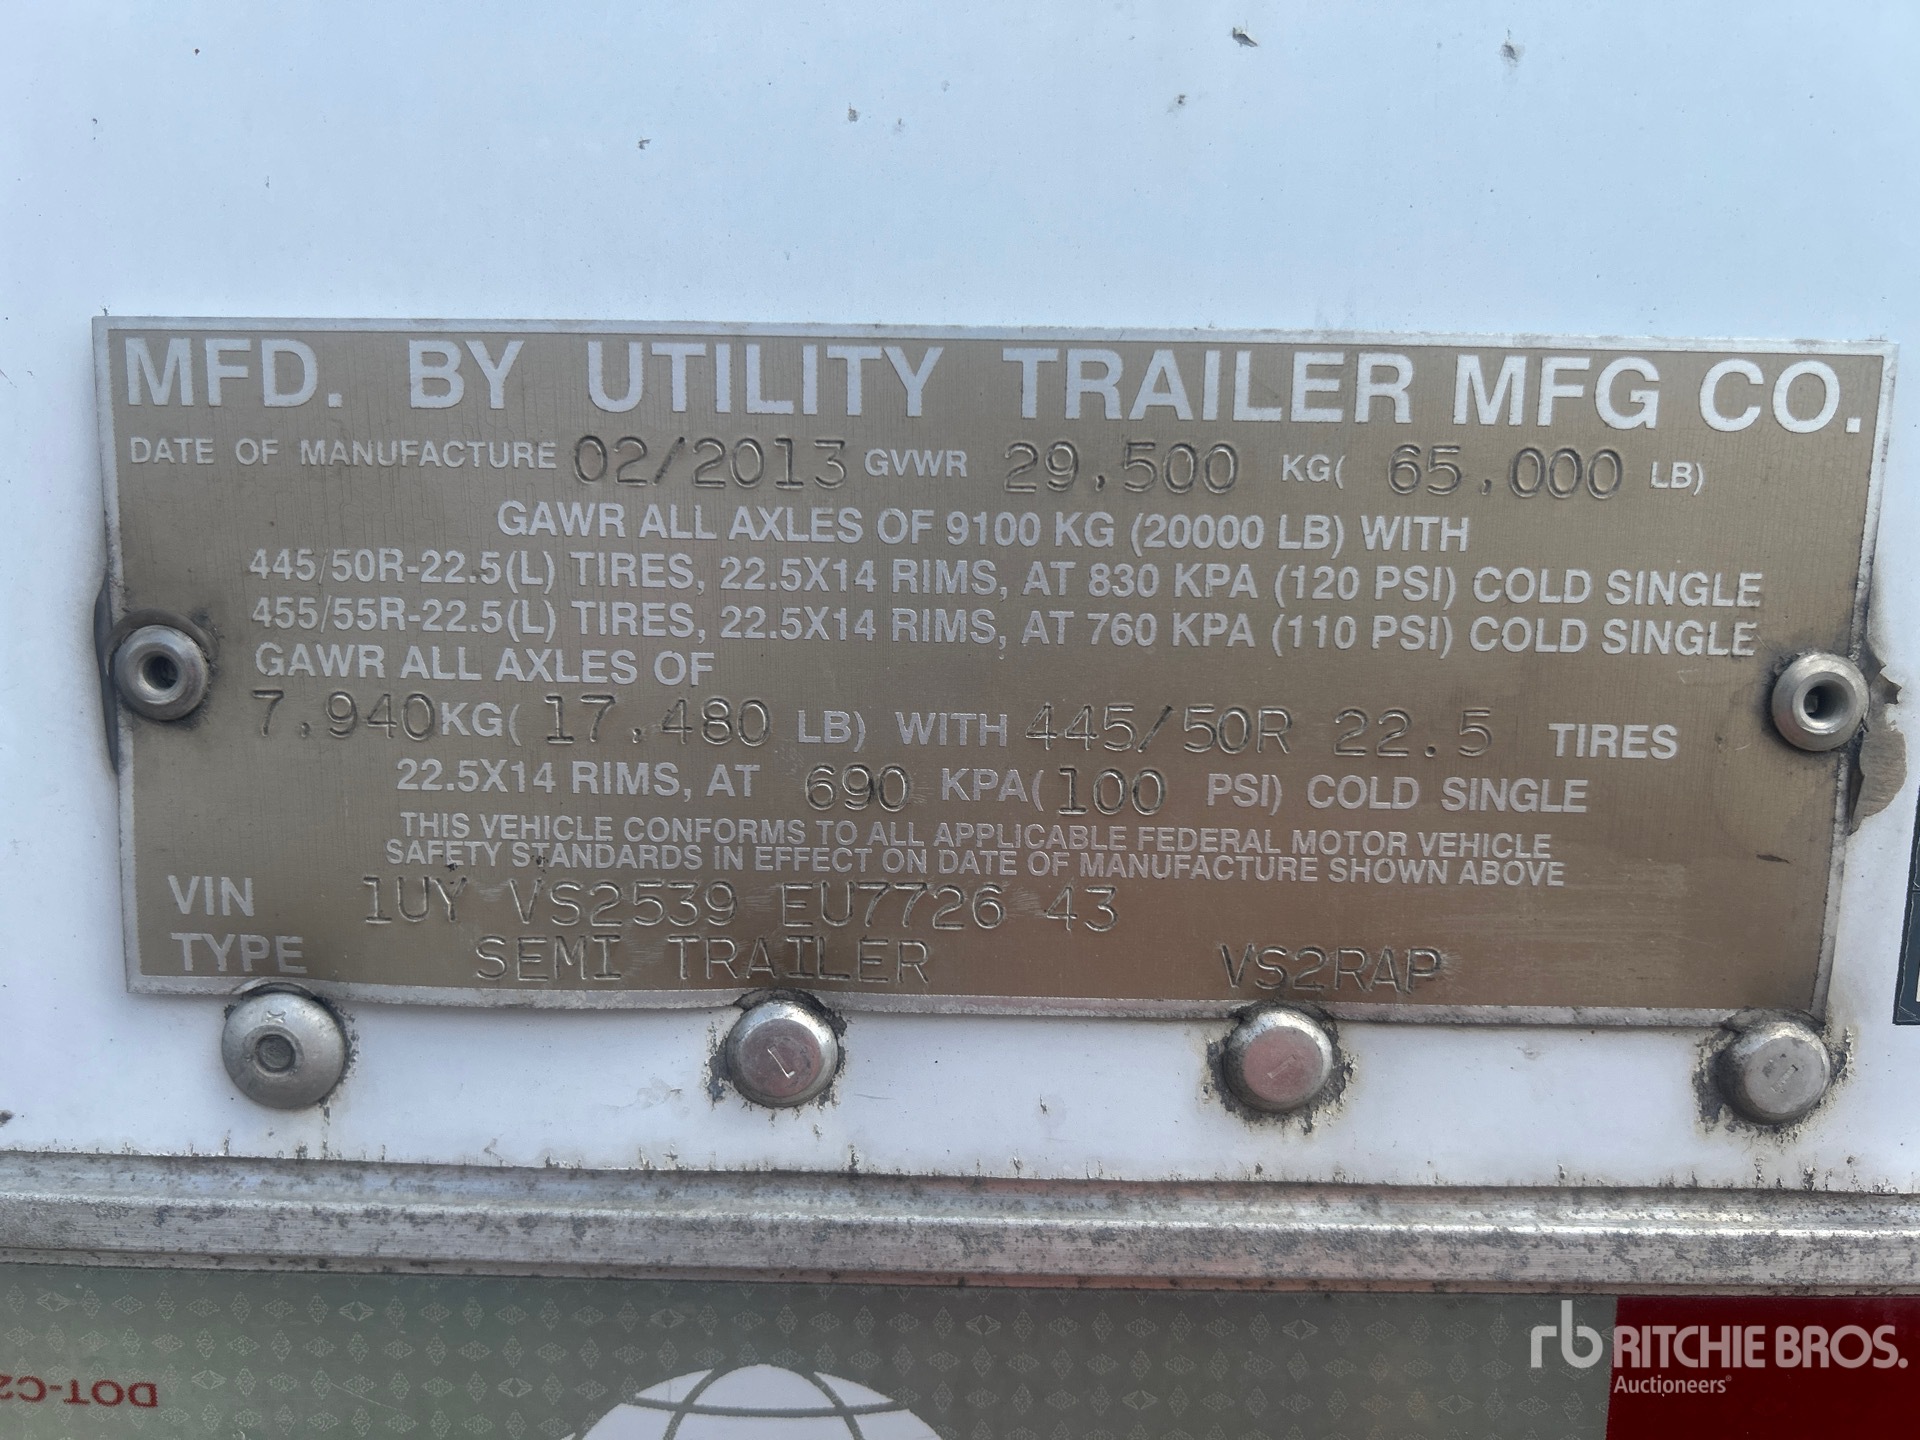 MFD. BY UTILITY TRAILER MFG CO.
DATE OF MANUFACTURE 02/2013 GVWR 29,500 KG( 65,000 LB)
GAWR ALL AXLES OF 9100 KG (20000 LB) WITH
445/50R-22.5(L) TIRES, 22.5X14 RIMS, AT 830 KPA (120 PSI) COLD SINGLE
455/55R-22.5(L) TIRES, 22.5X14 RIMS, AT 760 KPA (110 PSI) COLD SINGLE
GAWR ALL AXLES OF
7,940KG( 17,480 LB) WITH 445/50R 22.5 TIRES
22.5X14 RIMS, AT 690 KPA( 100 PSI) COLD SINGLE
THIS VEHICLE CONFORMS TO ALL APPLICABLE FEDERAL MOTOR VEHICLE
SAFETY STANDARDS IN EFFECT ON DATE OF MANUFACTURE SHOWN ABOVE
VIN 1UY VS2539 EU7726 43
TYPE SEMI TRAILER VS2RAP
DOT-C2
rb RITCHIE BROS.
Auctioneers